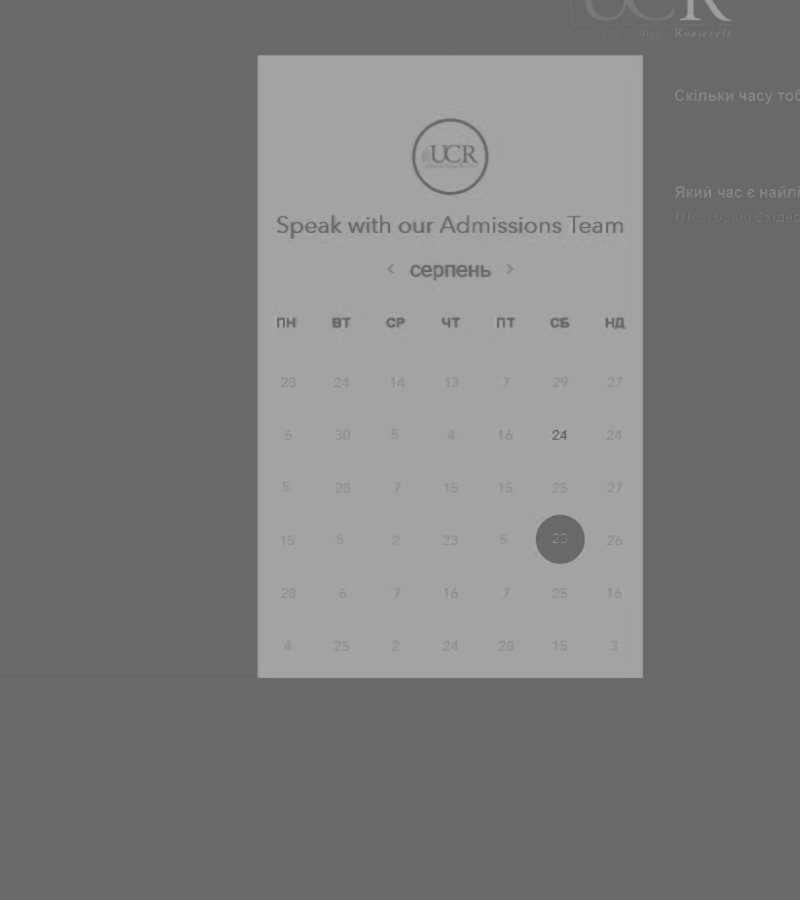 UCR
University College Roosevelt
Скільки часу тоб
UCR
Speak with our Admissions Team
< серпень >
ПН ВТ СР ЧТ ПТ СБ НД
Який час є найлі
28 24 14 13 7 29 27
6 30 5 4 16 24 24
5 28 7 15 15 25 27
15 5 2 23 23 26
28 6 7 16 7 25 16
4 25 2 24 28 15 3